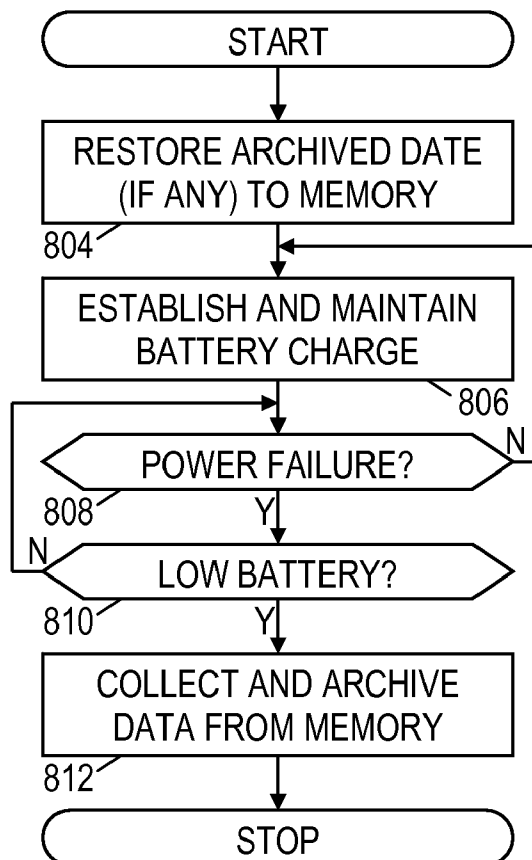 START
RESTORE ARCHIVED DATE
(IF ANY) TO MEMORY
804
ESTABLISH AND MAINTAIN
BATTERY CHARGE
806
POWER FAILURE?
N
808
Y
N
LOW BATTERY?
810
Y
COLLECT AND ARCHIVE
DATA FROM MEMORY
812
STOP